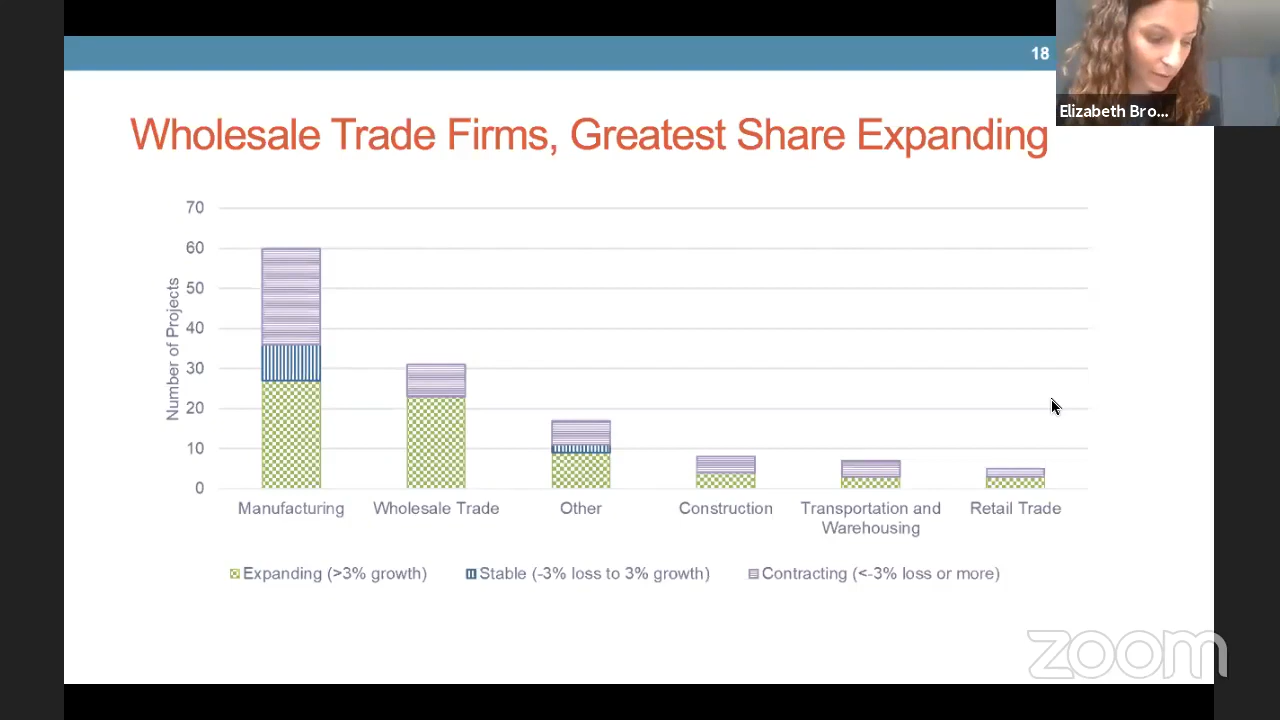 18
Elizabeth Bro...
Wholesale Trade Firms, Greatest Share Expanding
Number of Projects
70
60
50
40
30
20
10
0
Manufacturing
Wholesale Trade
Other
Construction
Transportation and
Warehousing
Retail Trade
Expanding (>3% growth)
Stable (-3% loss to 3% growth)
Contracting (<-3% loss or more)
zoom